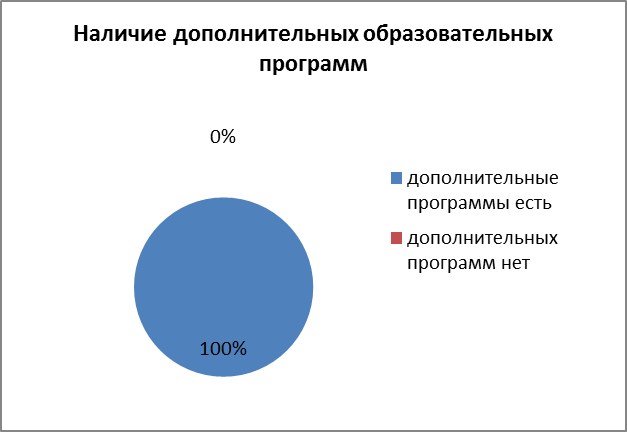 Наличие дополнительных образовательных
программ
0%
100%
дополнительные
программы есть
дополнительных
программ нет